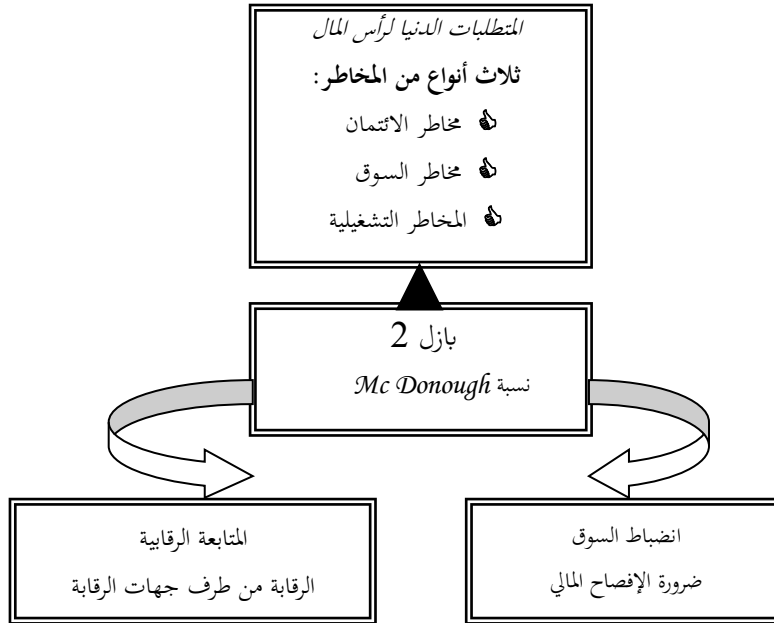 المتطلبات الدنيا لرأس المال
ثلاث أنواع من المخاطر:
مخاطر الائتمان
مخاطر السوق
المخاطر التشغيلية
بازل 2
نسبة Mc Donough
انضباط السوق
ضرورة الإفصاح المالي
المتابعة الرقابية
الرقابة من طرف جهات الرقابة